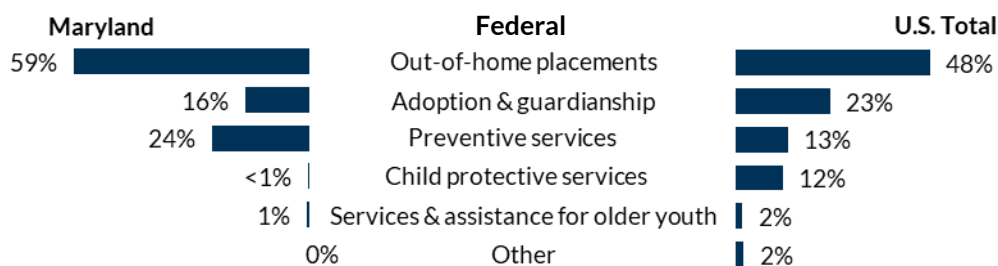 Maryland Federal U.S. Total
59% Out-of-home placements 48%
16% Adoption & guardianship 23%
24% Preventive services 13%
<1% Child protective services 12%
1% Services & assistance for older youth 2%
0% Other 2%